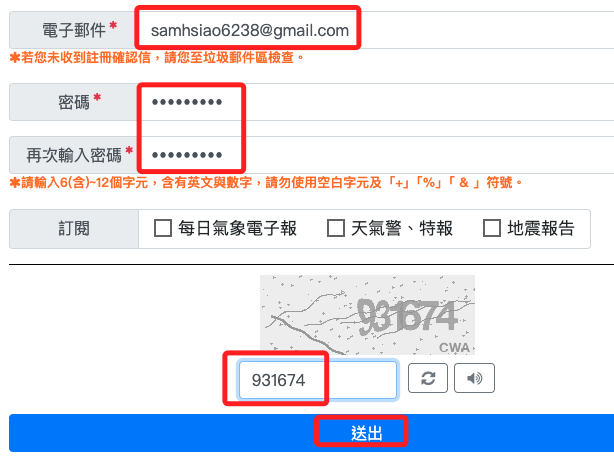 電子郵件* samhsiao6238@gmail.com
*若您未收到註冊確認信，請您至垃圾郵件區檢查。
密碼* •••••••••
再次輸入密碼* •••••••••
*請輸入6(含)~12個字元，含有英文與數字，請勿使用空白字元及「+」「%」「 & 」符號。
訂閱 每日氣象電子報 天氣警、特報 地震報告
931674
CWA
931674
送出